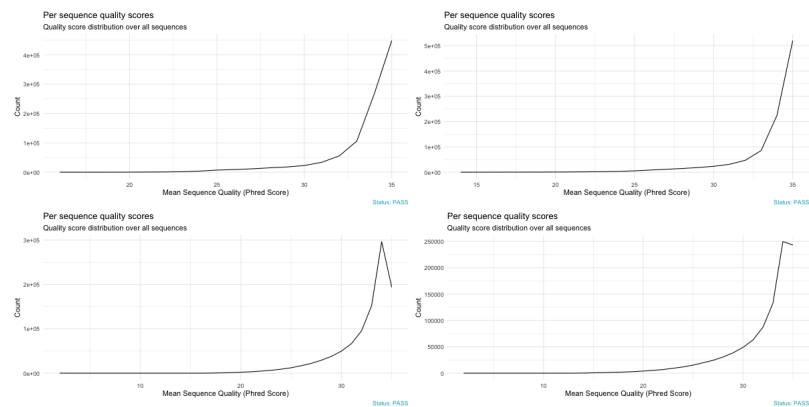 Per sequence quality scores
Quality score distribution over all sequences
4e+05
3e+05
2e+05
1e+05
0e+00
Count
20
25
30
35
Mean Sequence Quality (Phred Score)
Status: PASS
Per sequence quality scores
Quality score distribution over all sequences
5e+05
4e+05
3e+05
2e+05
1e+05
0e+00
Count
15
20
25
30
35
Mean Sequence Quality (Phred Score)
Status: PASS
Per sequence quality scores
Quality score distribution over all sequences
3e+05
2e+05
1e+05
0e+00
Count
10
20
30
Mean Sequence Quality (Phred Score)
Status: PASS
Per sequence quality scores
Quality score distribution over all sequences
250000
200000
150000
100000
50000
0
Count
10
20
30
Mean Sequence Quality (Phred Score)
Status: PASS